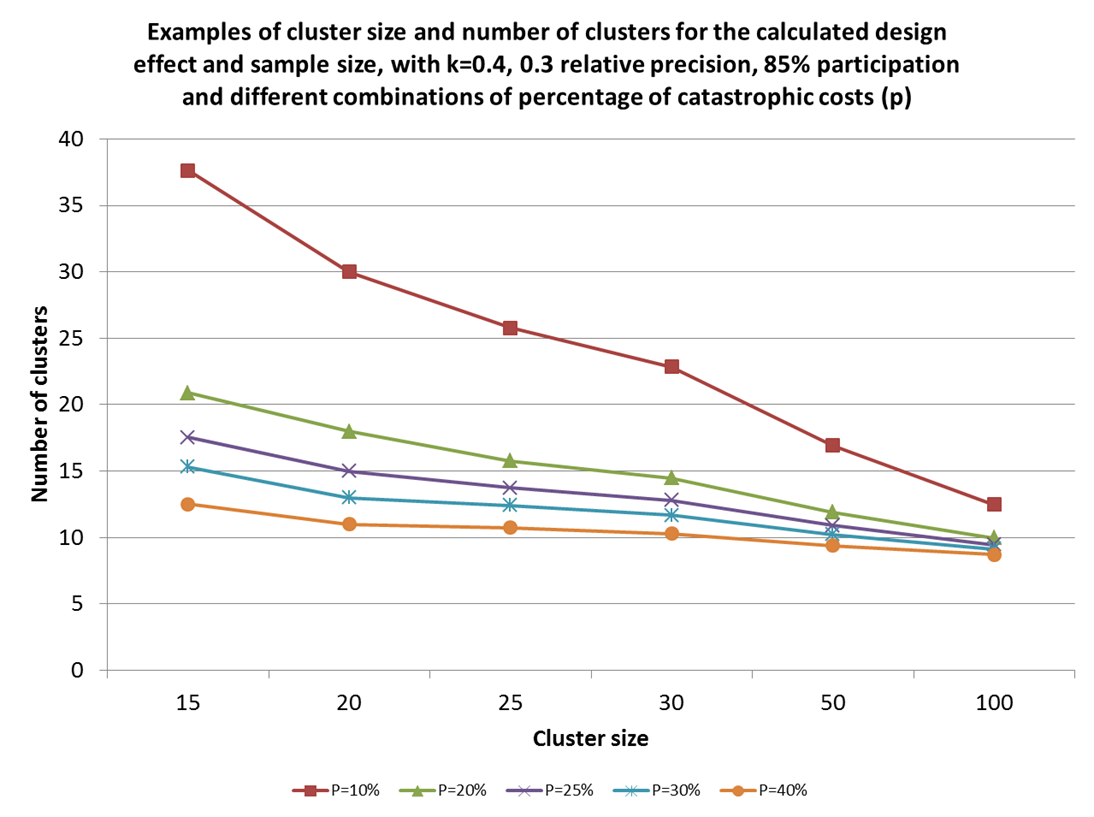 Examples of cluster size and number of clusters for the calculated design
effect and sample size, with k=0.4, 0.3 relative precision, 85% participation
and different combinations of percentage of catastrophic costs (p)
40
35
30
25
20
15
10
5
0
Number of clusters
15 20 25 30 50 100
Cluster size
P=10% P=20% P=25% P=30% P=40%